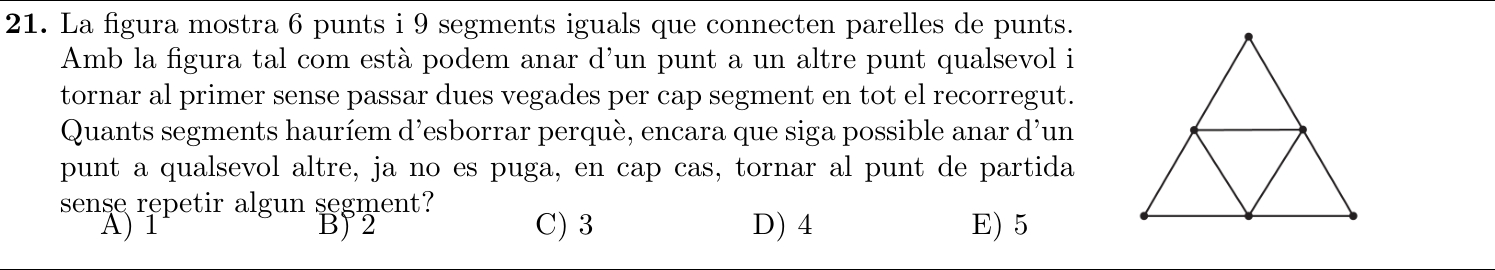 21. La figura mostra 6 punts i 9 segments iguals que connecten parelles de punts.
Amb la figura tal com està podem anar d'un punt a un altre punt qualsevol i
tornar al primer sense passar dues vegades per cap segment en tot el recorregut.
Quants segments hauríem d'esborrar perquè, encara que siga possible anar d'un
punt a qualsevol altre, ja no es puga, en cap cas, tornar al punt de partida
sense repetir algun segment?
A) 1 B) 2 C) 3 D) 4 E) 5